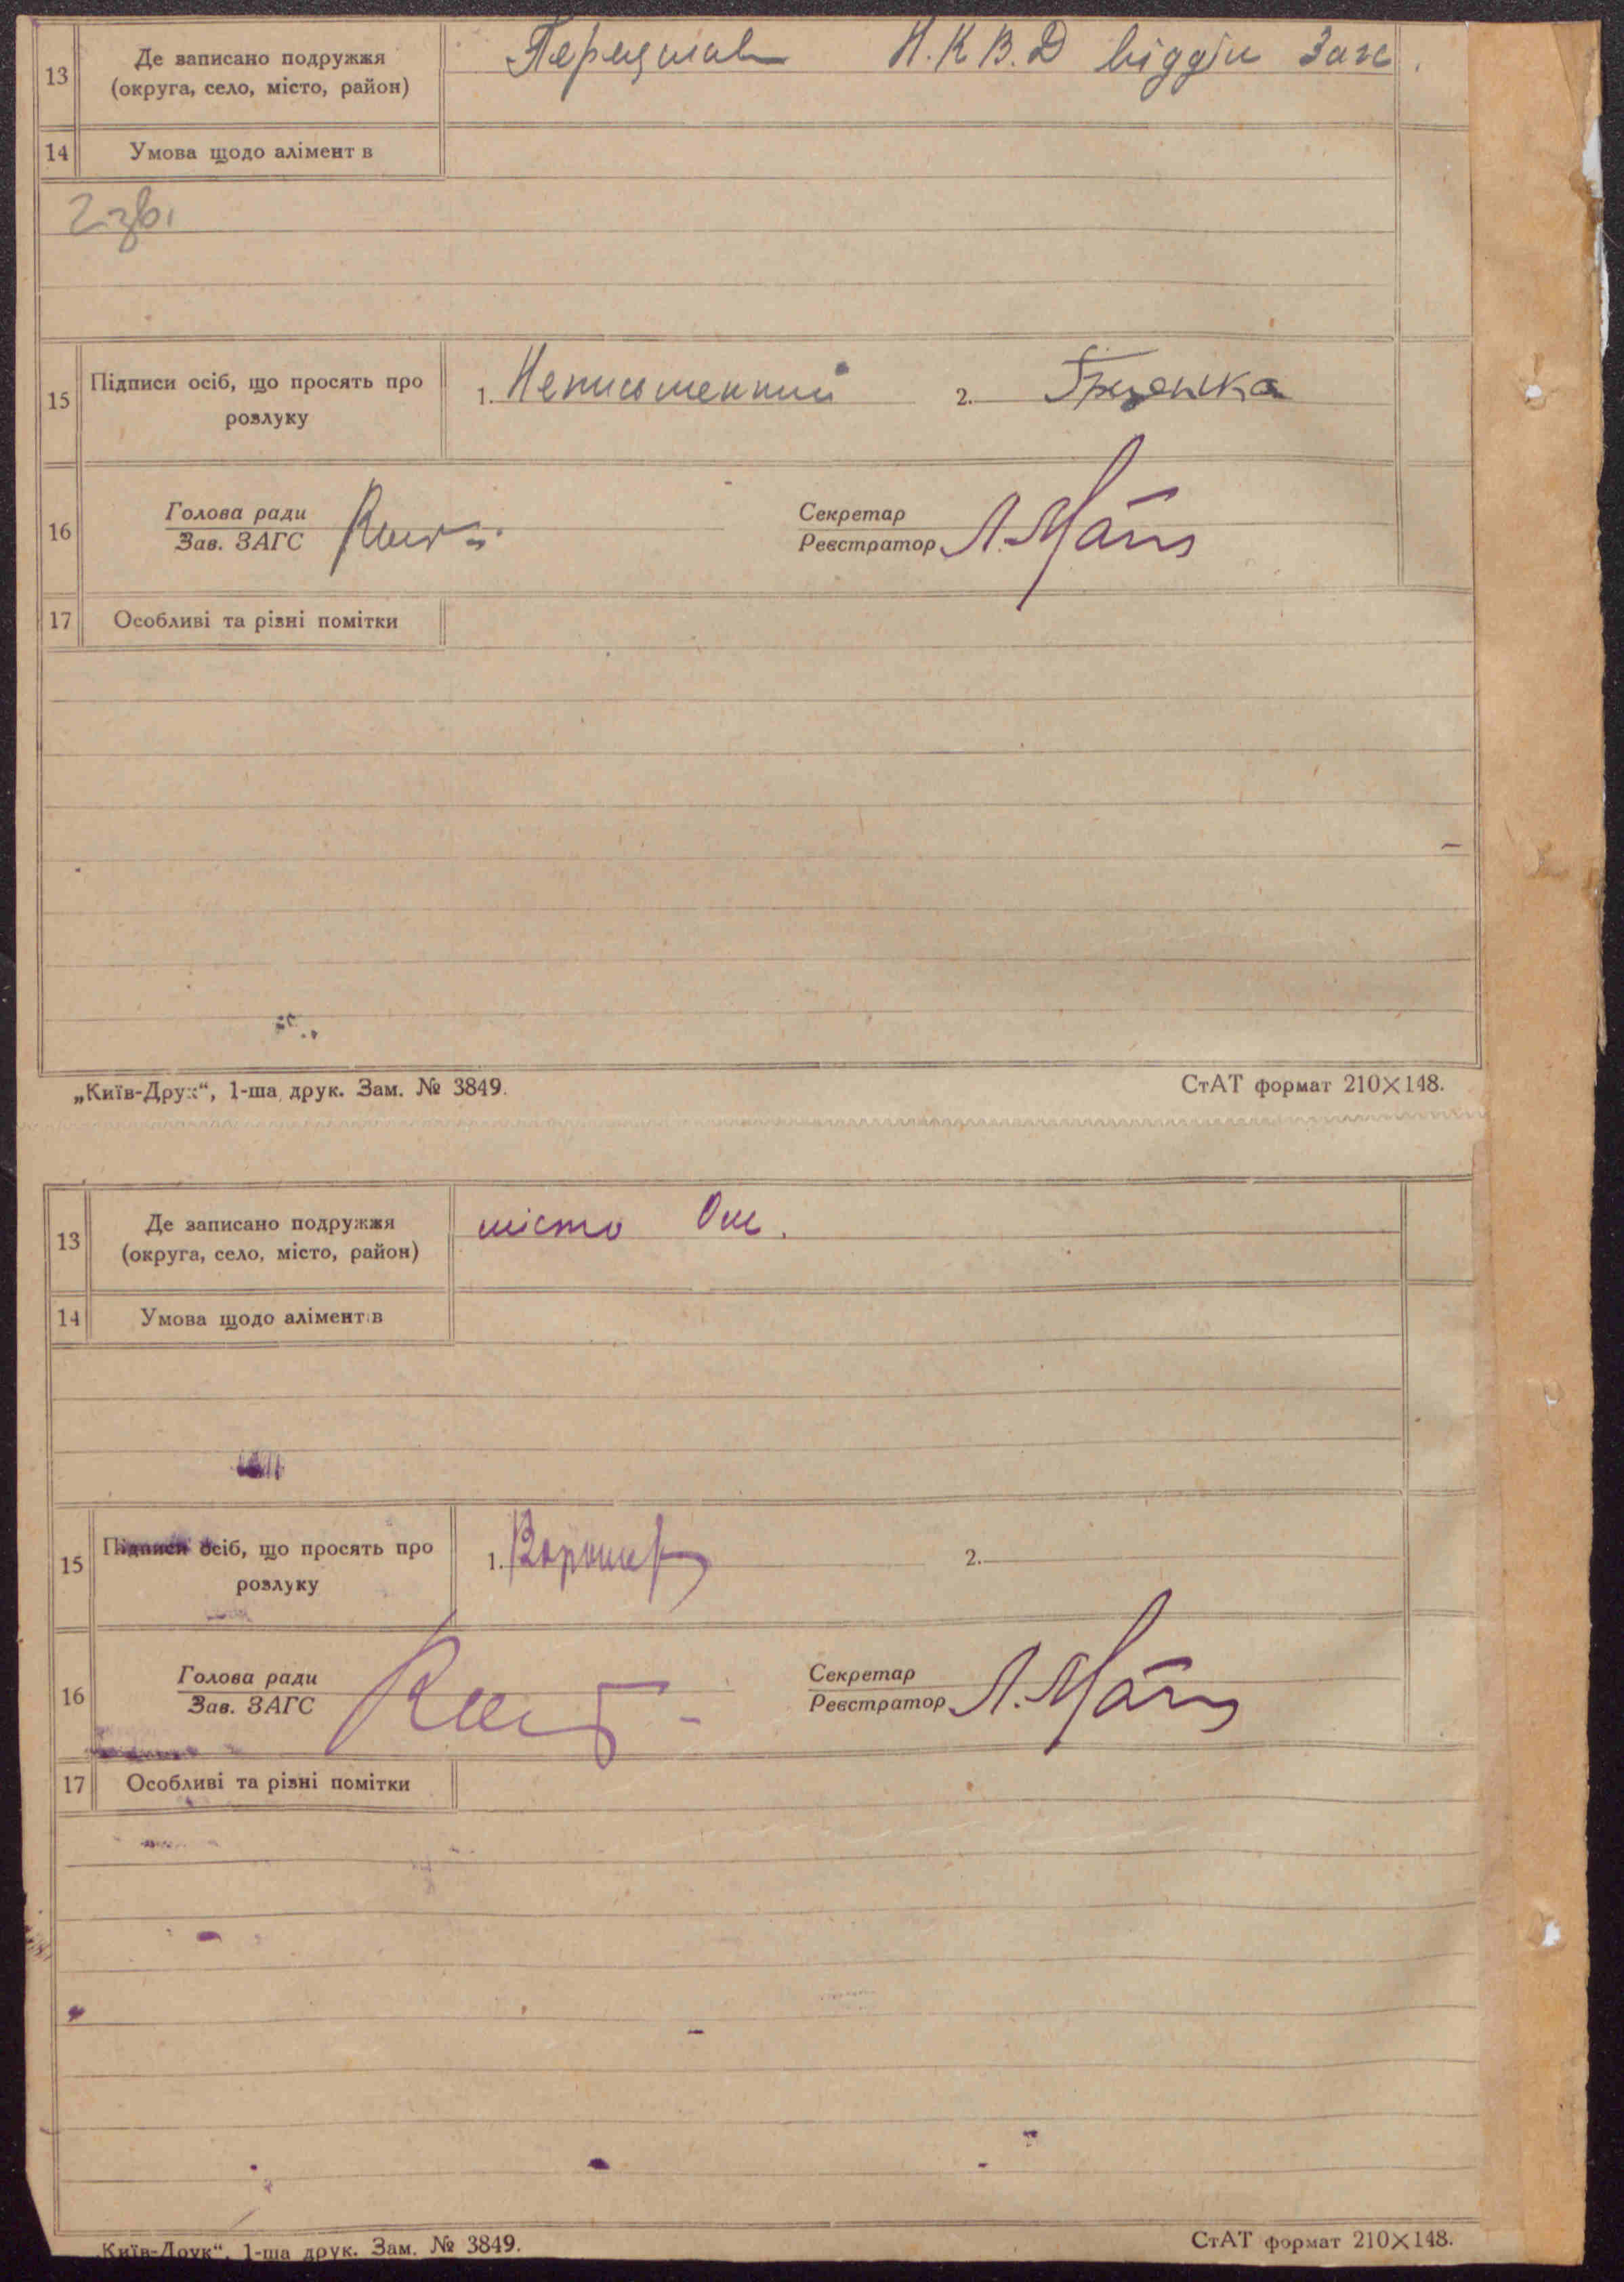 13 Де записано подружжя
(округа, село, місто, район)
Н.К.В.Д відділ Загс.
14 Умова щодо алімент в
15 Підписи осіб, що просять про
розлуку
1. Неписьменний 2.
16 Голова ради
Зав. ЗАГС
Секретар
Реєстратор
17 Особливі та різні помітки
„Київ-Друк“, 1-ша друк. Зам. № 3849. СтАТ формат 210×148.
13 Де записано подружжя
(округа, село, місто, район)
місто Ош.
14 Умова щодо аліментів
15 Підписи осіб, що просять про
розлуку
1. 2.
16 Голова ради
Зав. ЗАГС
Секретар
Реєстратор
17 Особливі та різні помітки
„Київ-Друк“, 1-ша друк. Зам. № 3849. СтАТ формат 210×148.